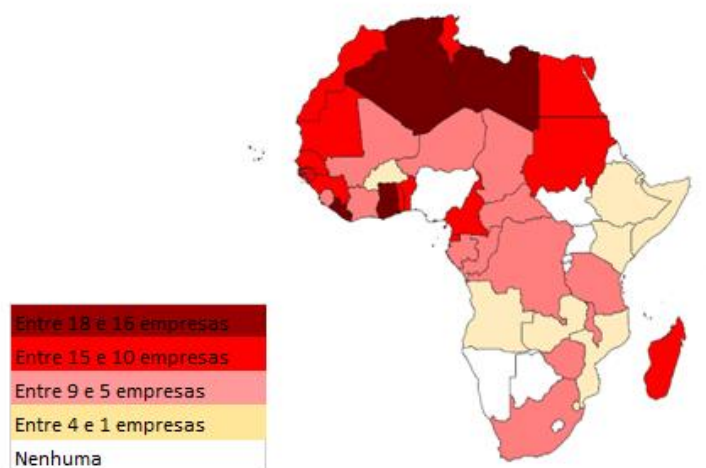 Entre 18 e 16 empresas
Entre 15 e 10 empresas
Entre 9 e 5 empresas
Entre 4 e 1 empresas
Nenhuma